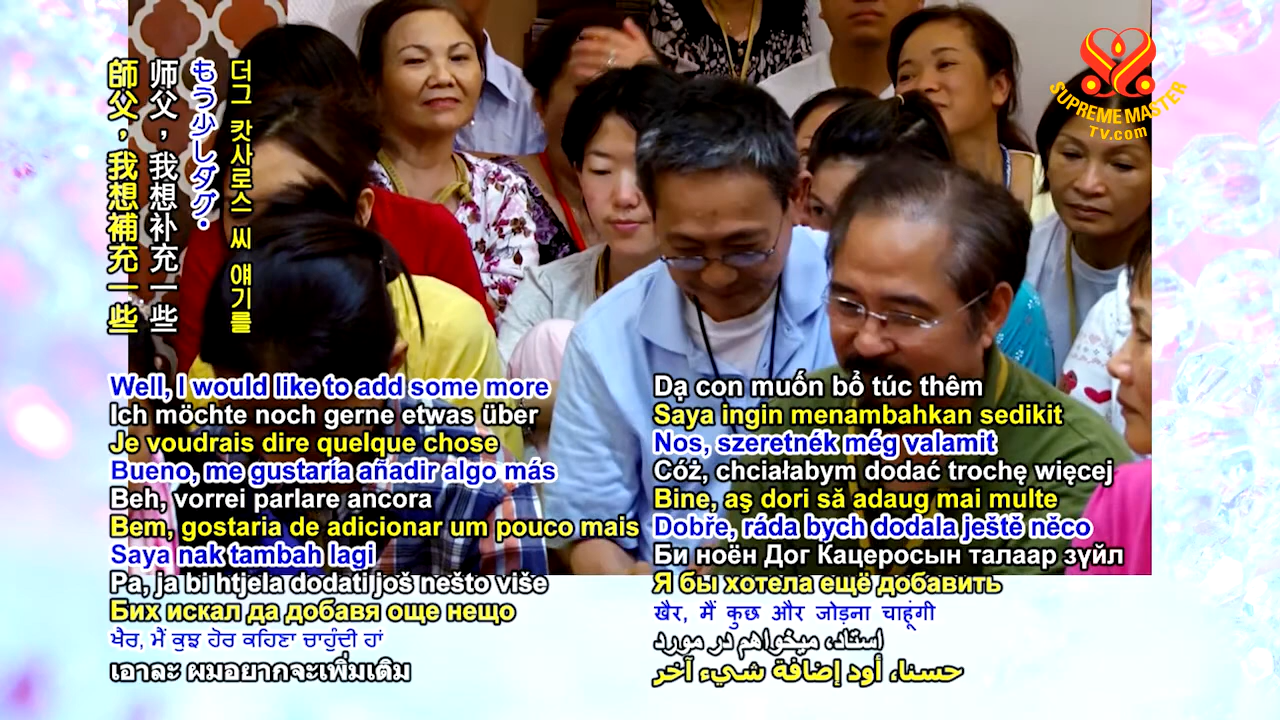 SUPREME MASTER
TV.com
더그 캇사로스 씨 얘기를
もう少しダグ・
师父，我想补充一些
師父，我想補充一些
Well, I would like to add some more
Ich möchte noch gerne etwas über
Je voudrais dire quelque chose
Bueno, me gustaría añadir algo más
Beh, vorrei parlare ancora
Bem, gostaria de adicionar um pouco mais
Saya nak tambah lagi
Pa, ja bi htjela dodati još nešto više
Бих искал да добавя още нещо
ਖੈਰ, ਮੈਂ ਕੁਝ ਹੋਰ ਕਹਿਣਾ ਚਾਹੁੰਦੀ ਹਾਂ
เอาละ ผมอยากจะเพิ่มเติม
Dạ con muốn bổ túc thêm
Saya ingin menambahkan sedikit
Nos, szeretnék még valamit
Cóż, chciałabym dodać trochę więcej
Bine, aş dori să adaug mai multe
Dobře, ráda bych dodala ještě něco
Би ноён Дог Кацеросын талаар зүйл
Я бы хотела ещё добавить
खैर, मैं कुछ और जोड़ना चाहूंगी
استاد، میخواهم در مورد
حسنا، أود إضافة شيء آخر